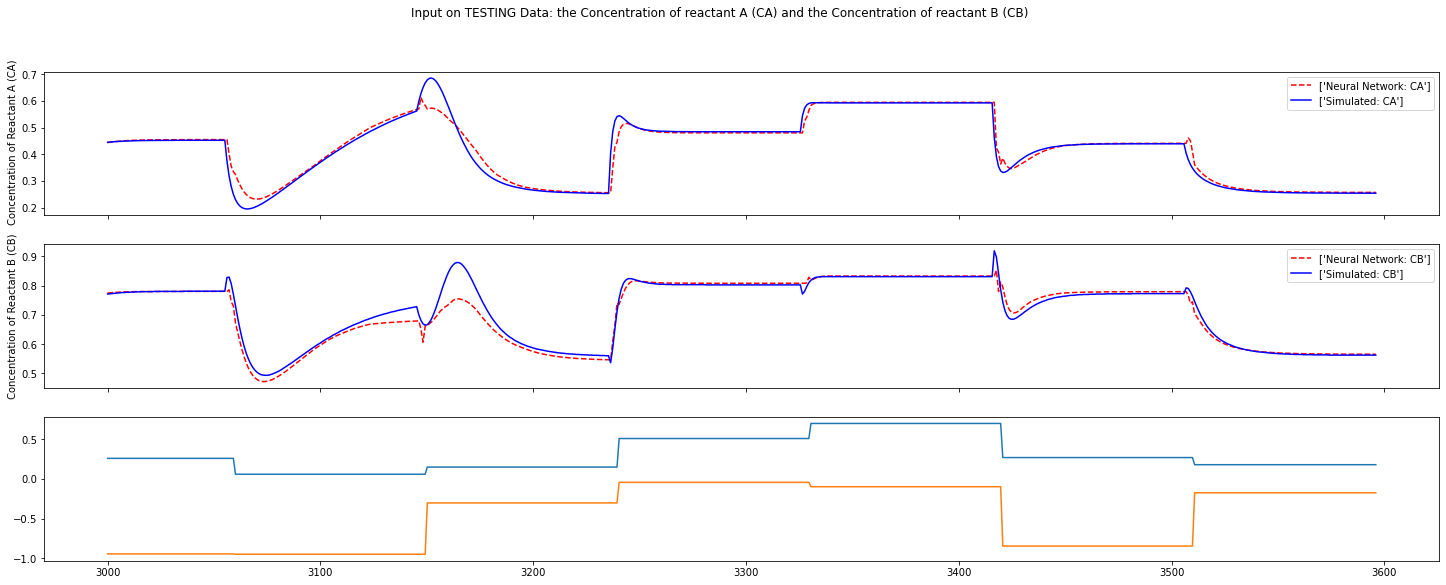 Input on TESTING Data: the Concentration of reactant A (CA) and the Concentration of reactant B (CB)
Concentration of Reactant A (CA)
0.7
0.6
0.5
0.4
0.3
0.2
['Neural Network: CA']
['Simulated: CA']
Concentration of Reactant B (CB)
0.9
0.8
0.7
0.6
0.5
['Neural Network: CB']
['Simulated: CB']
0.5
0.0
−0.5
−1.0
3000 3100 3200 3300 3400 3500 3600